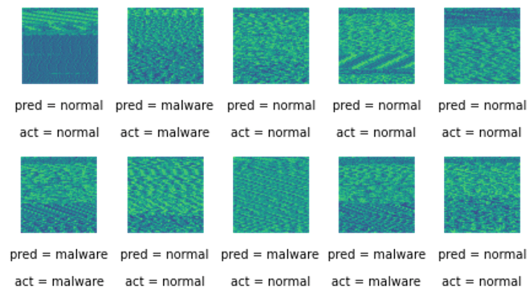 pred = normal pred = malware pred = normal pred = normal pred = normal
act = normal act = malware act = normal act = normal act = normal
pred = malware pred = normal pred = malware pred = malware pred = normal
act = malware act = normal act = malware act = malware act = normal